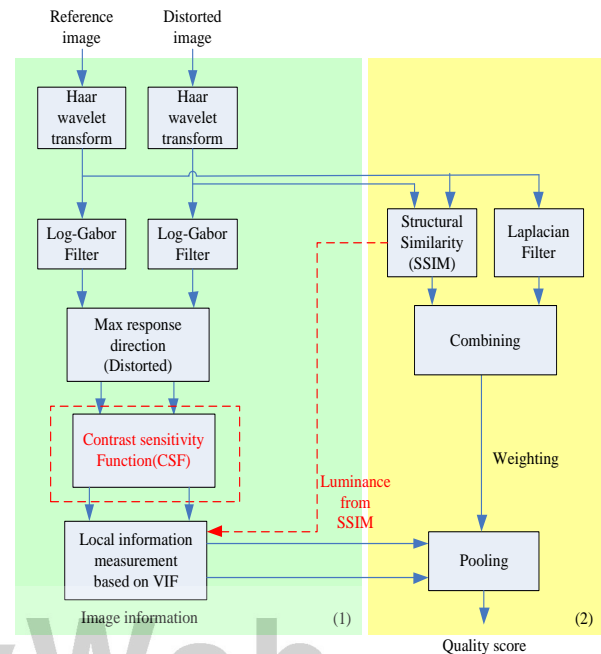 Reference
image
Distorted
image
Haar
wavelet
transform
Haar
wavelet
transform
Log-Gabor
Filter
Log-Gabor
Filter
Structural
Similarity
(SSIM)
Laplacian
Filter
Max response
direction
(Distorted)
Combining
Contrast sensitivity
Function(CSF)
Weighting
Luminance
from
SSIM
Local information
measurement
based on VIF
Pooling
Image information
(1)
(2)
Quality score